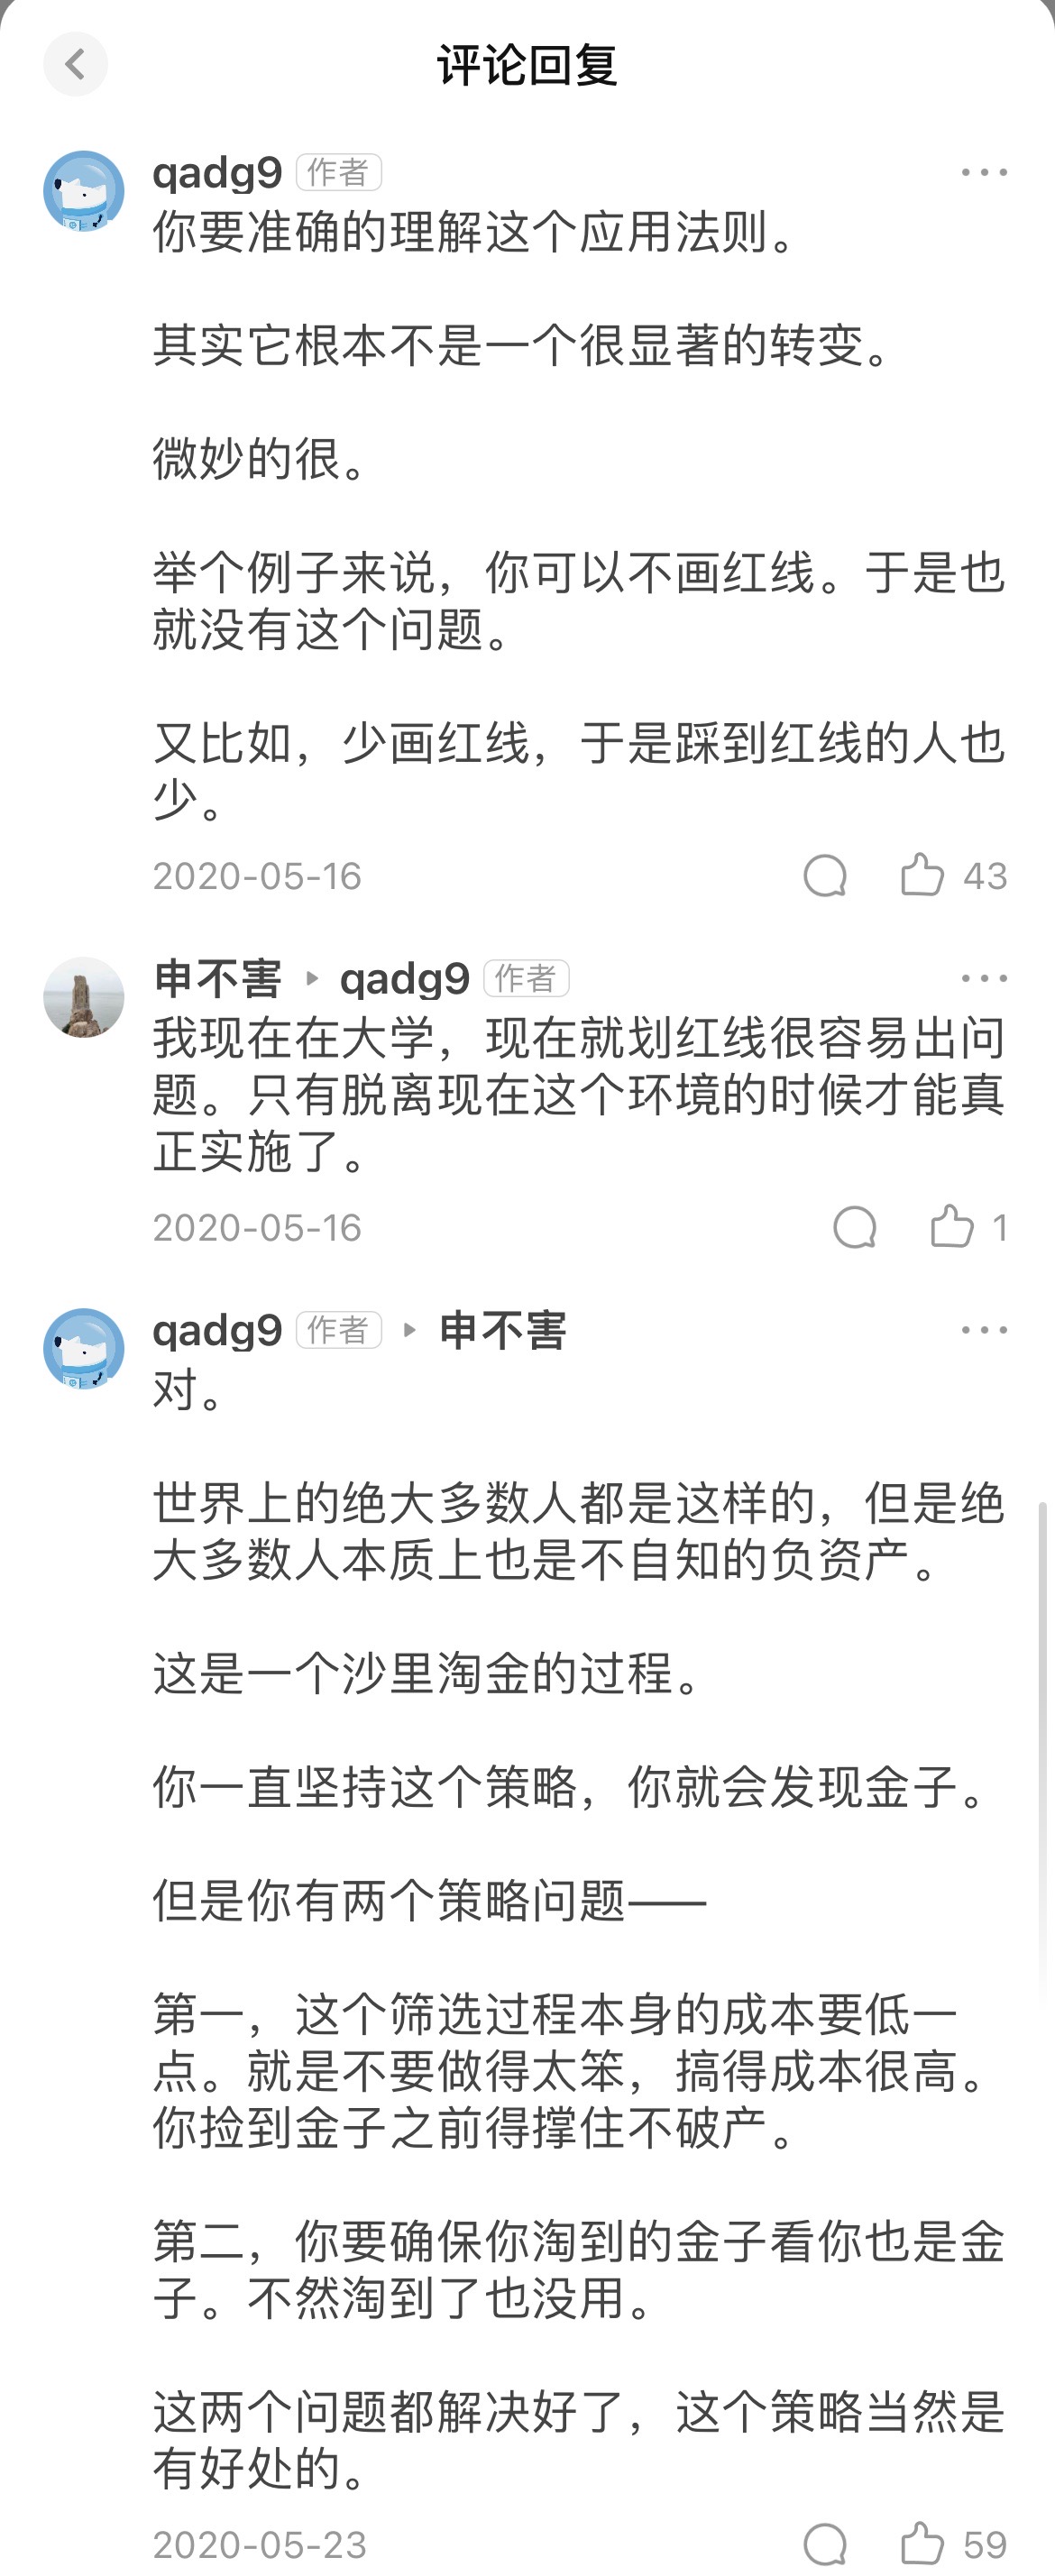 评论回复
qadg9 作者
你要准确的理解这个应用法则。
其实它根本不是一个很显著的转变。
微妙的很。
举个例子来说，你可以不画红线。于是也
就没有这个问题。
又比如，少画红线，于是踩到红线的人也
少。
2020-05-16 43
申不害 qadg9 作者
我现在在大学，现在就划红线很容易出问
题。只有脱离现在这个环境的时候才能真
正实施了。
2020-05-16 1
qadg9 作者 申不害
对。
世界上的绝大多数人都是这样的，但是绝
大多数人本质上也是不自知的负资产。
这是一个沙里淘金的过程。
你一直坚持这个策略，你就会发现金子。
但是你有两个策略问题——
第一，这个筛选过程本身的成本要低一
点。就是不要做得太笨，搞得成本很高。
你捡到金子之前得撑住不破产。
第二，你要确保你淘到的金子看你也是金
子。不然淘到了也没用。
这两个问题都解决好了，这个策略当然是
有好处的。
2020-05-23 59